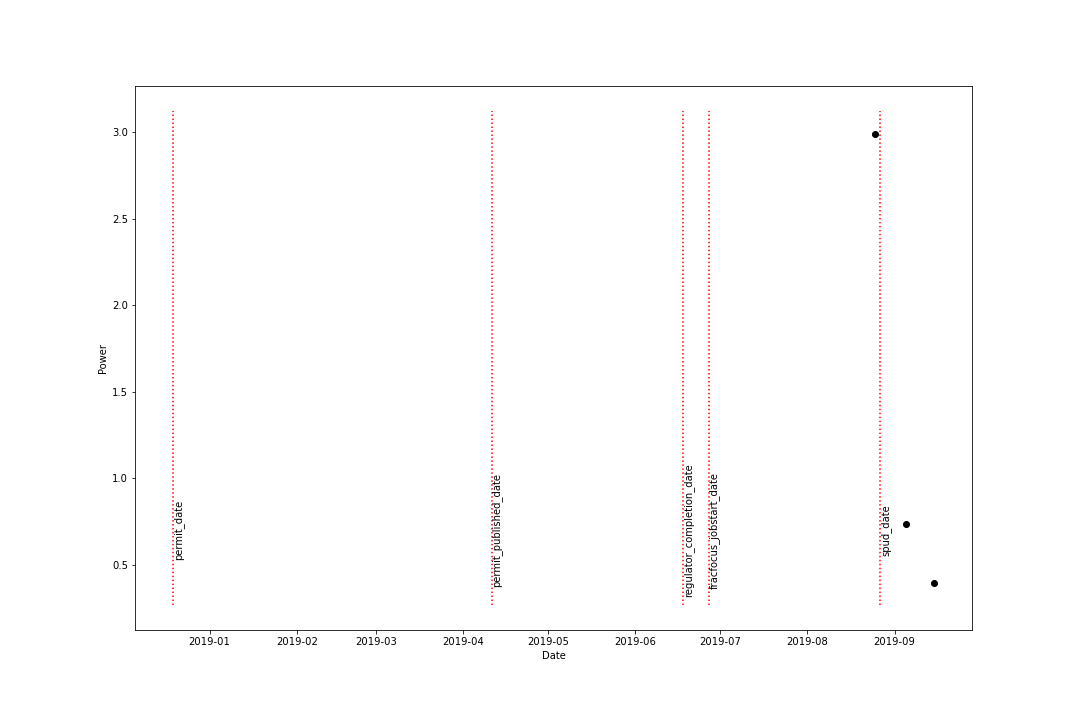 3.0
2.5
2.0
1.5
1.0
0.5
Power
permit_date
permit_published_date
regulator_completion_date
fracfocus_jobstart_date
spud_date
2019-01
2019-02
2019-03
2019-04
2019-05
2019-06
2019-07
2019-08
2019-09
Date